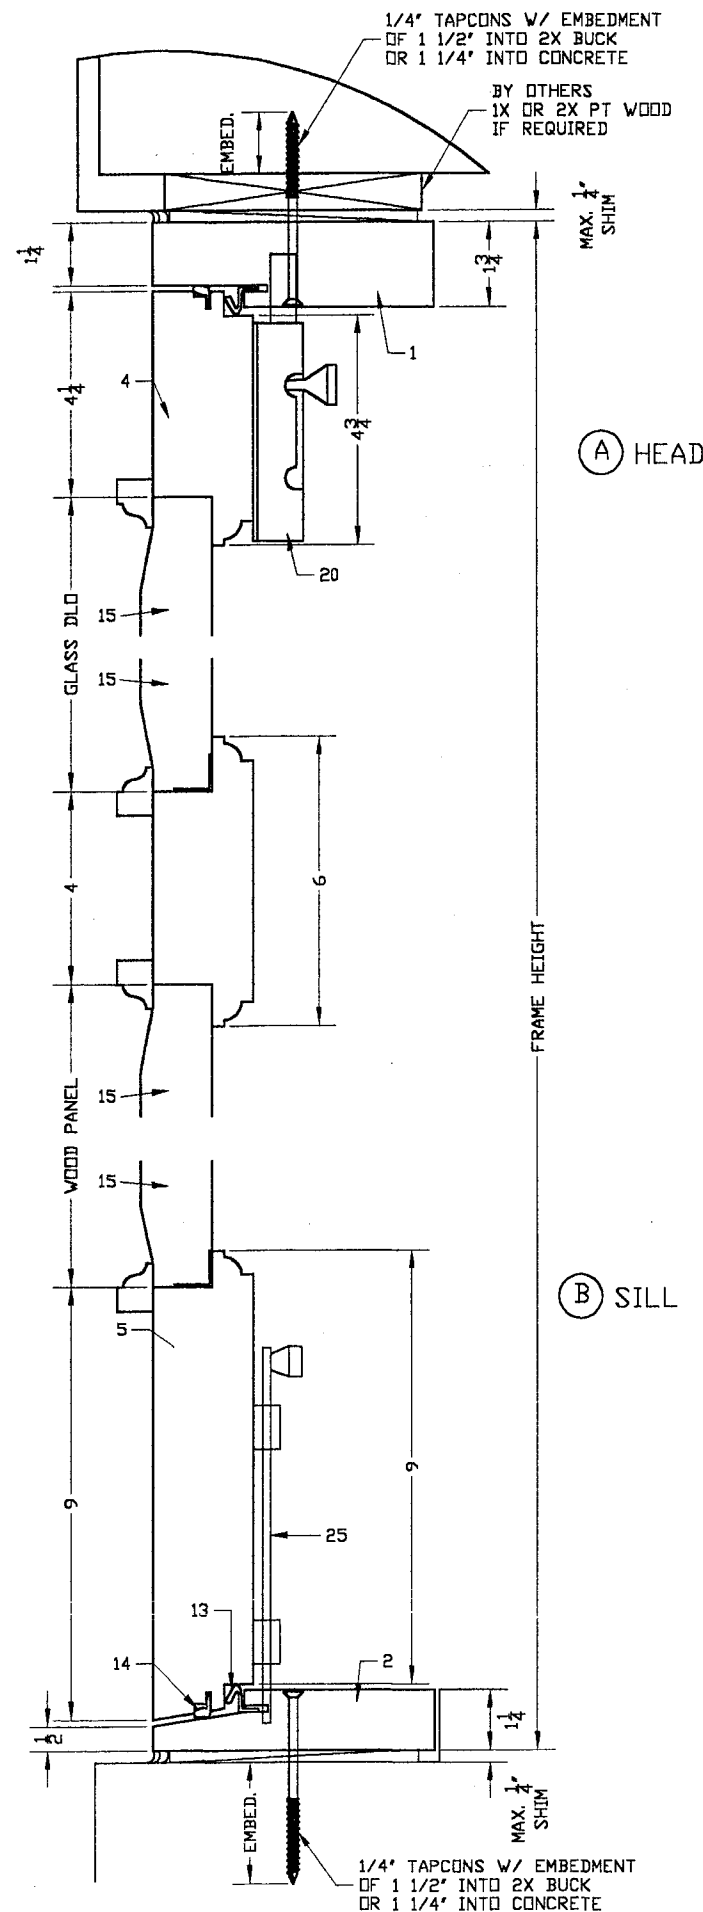 1/4" TAPCONS W/ EMBEDMENT
OF 1 1/2" INTO 2X BUCK
OR 1 1/4" INTO CONCRETE
BY OTHERS
1X OR 2X PT WOOD
IF REQUIRED
EMBED.
MAX. 1/4"
SHIM
1 1/4
1 3/4
1
4 1/4
4
4 3/4
A HEAD
20
GLASS DLO
15
15
6
4
FRAME HEIGHT
WOOD PANEL
15
15
B SILL
5
9
9
25
13
14
2
1/2
1 1/4
MAX. 1/4"
SHIM
EMBED.
1/4" TAPCONS W/ EMBEDMENT
OF 1 1/2" INTO 2X BUCK
OR 1 1/4" INTO CONCRETE